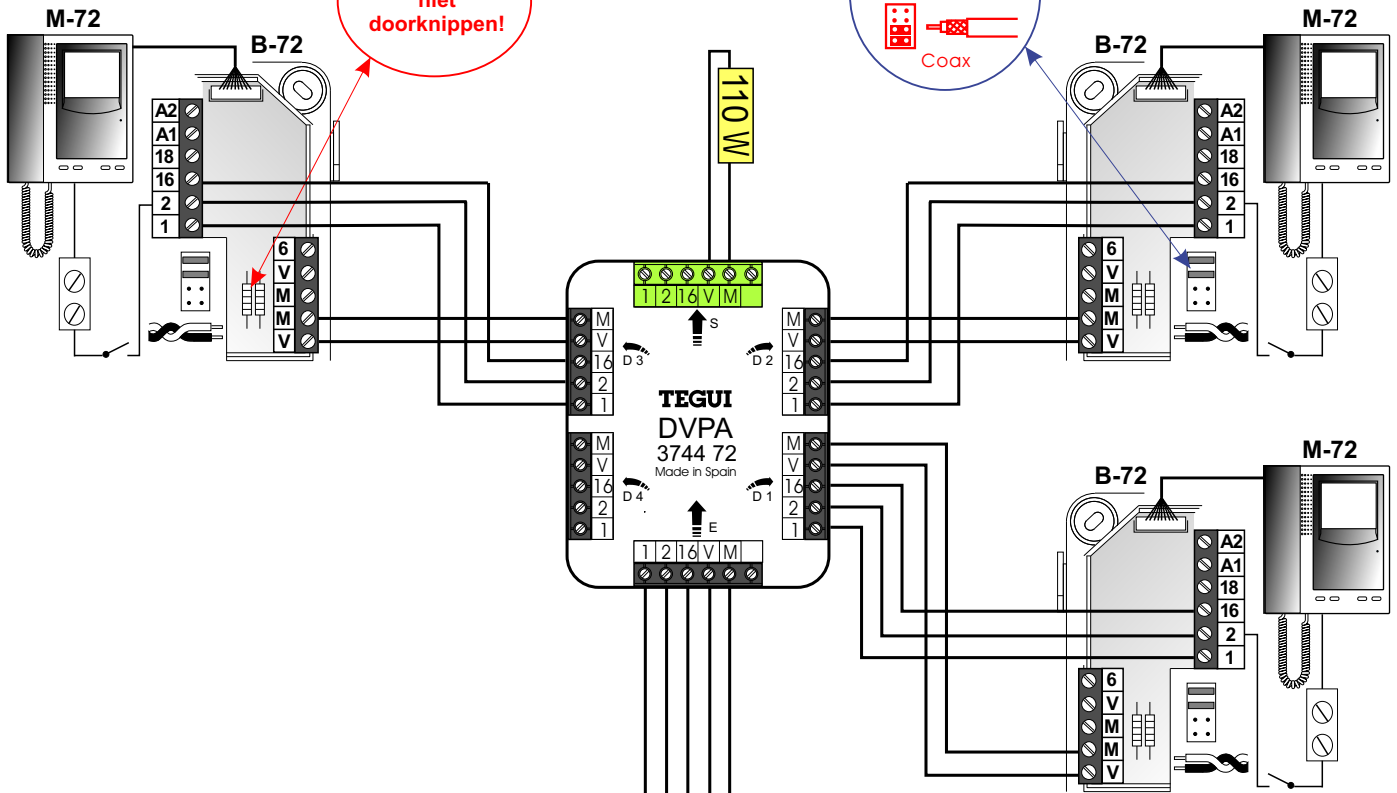 M-72
B-72
niet
doorknippen!
Coax
B-72
M-72
A2
A1
18
16
2
1
6
V
M
M
V
110 W
A2
A1
18
16
2
1
6
V
M
M
V
1 2 16 V M
S
M
V
16
2
1
D 3
M
V
16
2
1
D 2
TEGUI
DVPA
3744 72
Made in Spain
M
V
16
2
1
D 4
M
V
16
2
1
D 1
E
1 2 16 V M
B-72
M-72
A2
A1
18
16
2
1
6
V
M
M
V